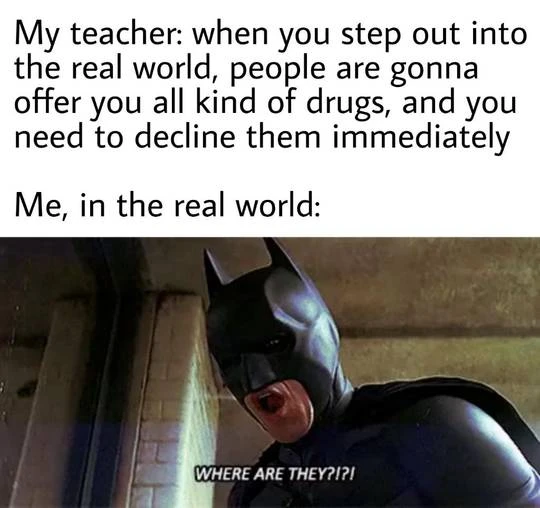 My teacher: when you step out into
the real world, people are gonna
offer you all kind of drugs, and you
need to decline them immediately
Me, in the real world:
WHERE ARE THEY?!?!